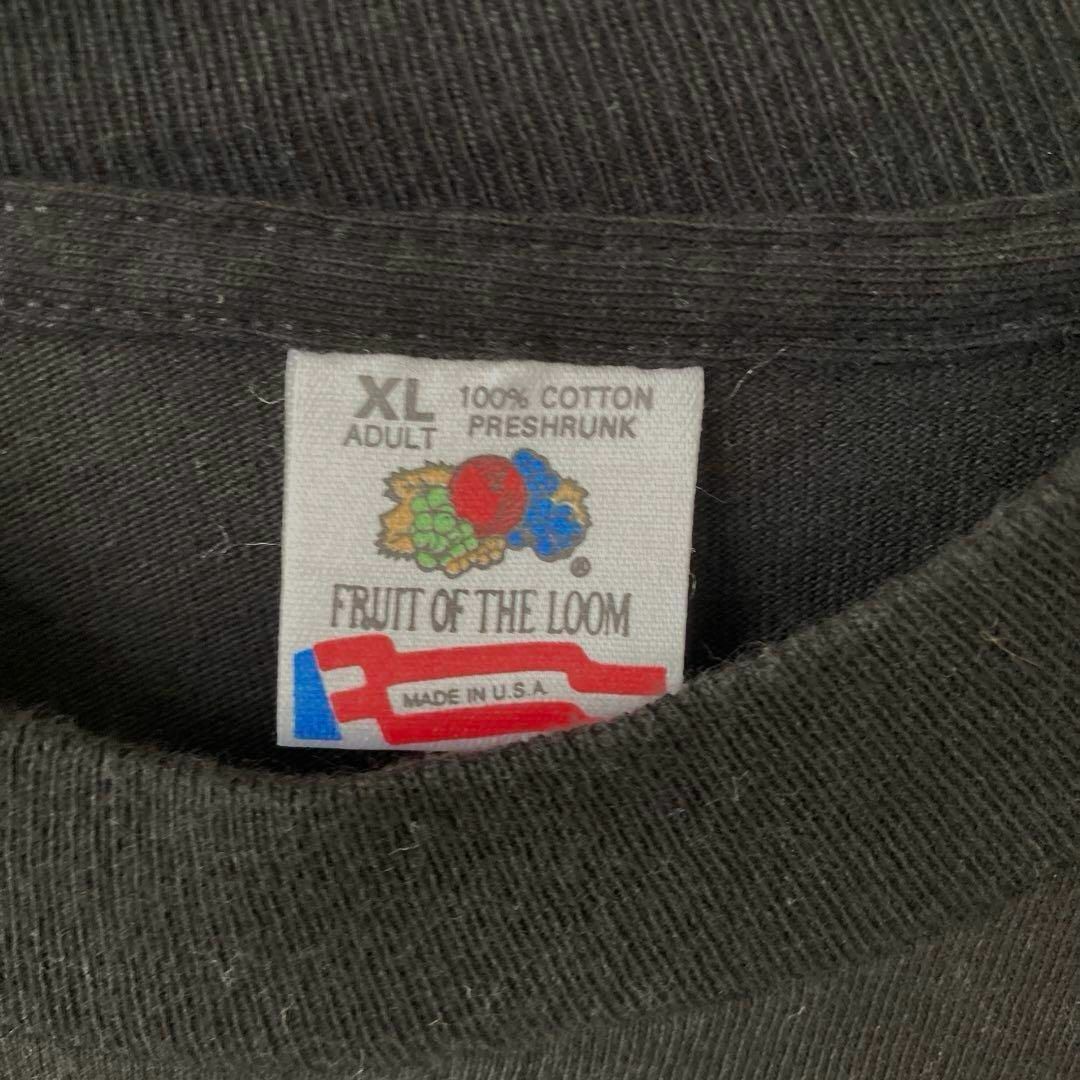 XL 100% COTTON
ADULT PRESHRUNK
®
FRUIT OF THE LOOM
MADE IN U.S.A.